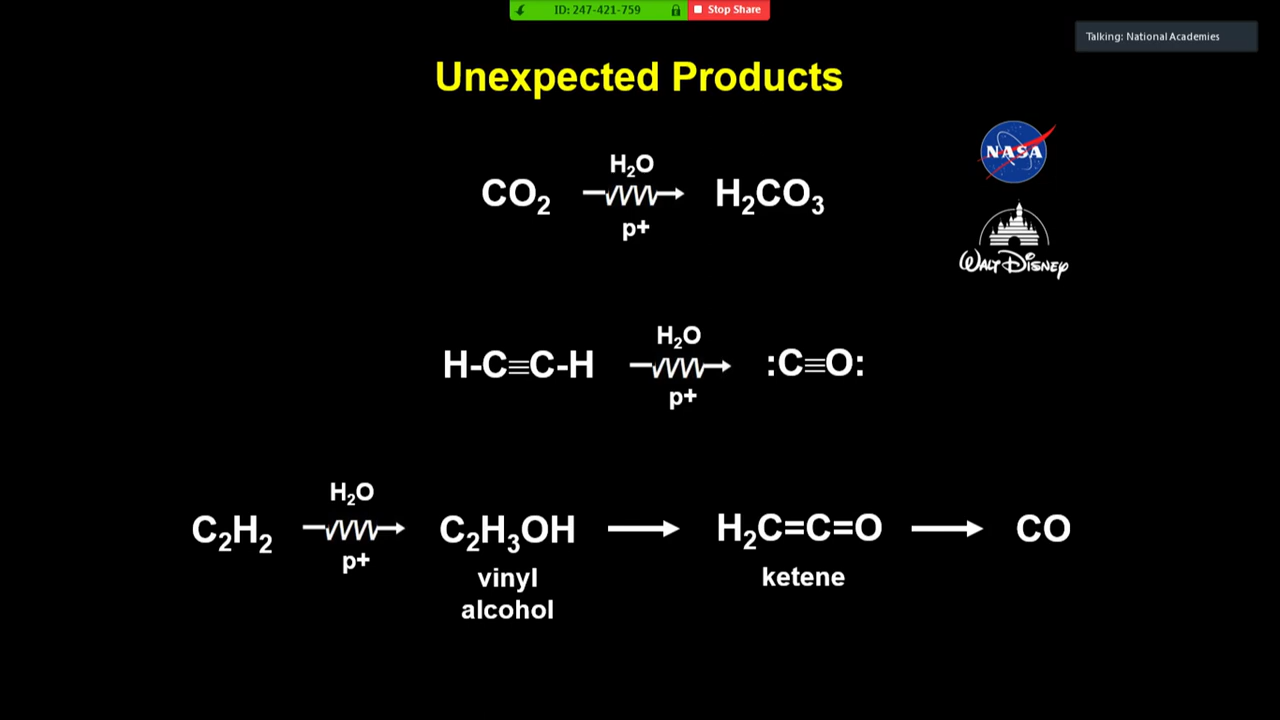 ID: 247-421-759 Stop Share
Talking: National Academies
Unexpected Products
NASA
H₂O
CO₂ → H₂CO₃
p+
WALT DISNEY
H₂O
H-C≡C-H → :C≡O:
p+
H₂O
C₂H₂ → C₂H₃OH → H₂C=C=O → CO
p+
vinyl ketene
alcohol